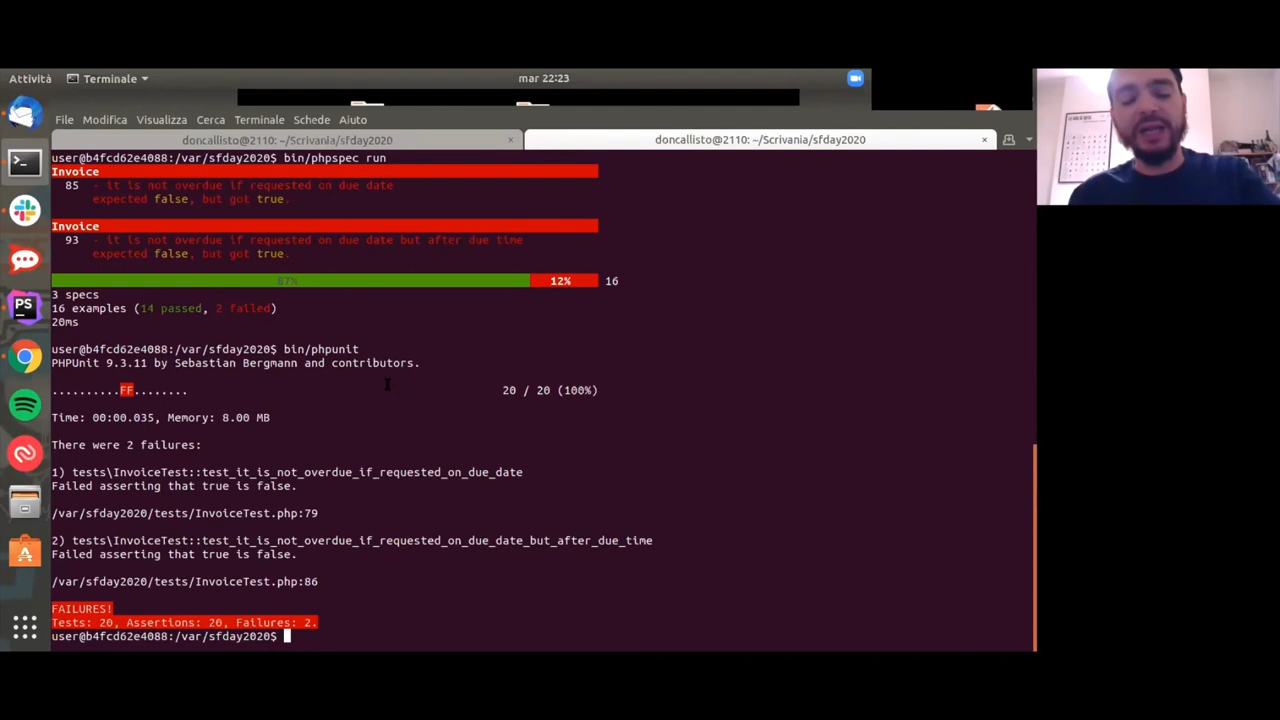 Attività
Terminale
mar 22:23
File Modifica Visualizza Cerca Terminale Schede Aiuto
doncallisto@2110: ~/Scrivania/sfday2020 ×
doncallisto@2110: ~/Scrivania/sfday2020 ×
user@b4fcd62e4088:/var/sfday2020$ bin/phpspec run
Invoice
85 - it is not overdue if requested on due date
expected false, but got true.
Invoice
93 - it is not overdue if requested on due date but after due time
expected false, but got true.
87% 12% 16
3 specs
16 examples (14 passed, 2 failed)
20ms
user@b4fcd62e4088:/var/sfday2020$ bin/phpunit
PHPUnit 9.3.11 by Sebastian Bergmann and contributors.
..........FF........ 20 / 20 (100%)
Time: 00:00.035, Memory: 8.00 MB
There were 2 failures:
1) tests\InvoiceTest::test_it_is_not_overdue_if_requested_on_due_date
Failed asserting that true is false.
/var/sfday2020/tests/InvoiceTest.php:79
2) tests\InvoiceTest::test_it_is_not_overdue_if_requested_on_due_date_but_after_due_time
Failed asserting that true is false.
/var/sfday2020/tests/InvoiceTest.php:86
FAILURES!
Tests: 20, Assertions: 20, Failures: 2.
user@b4fcd62e4088:/var/sfday2020$
PS